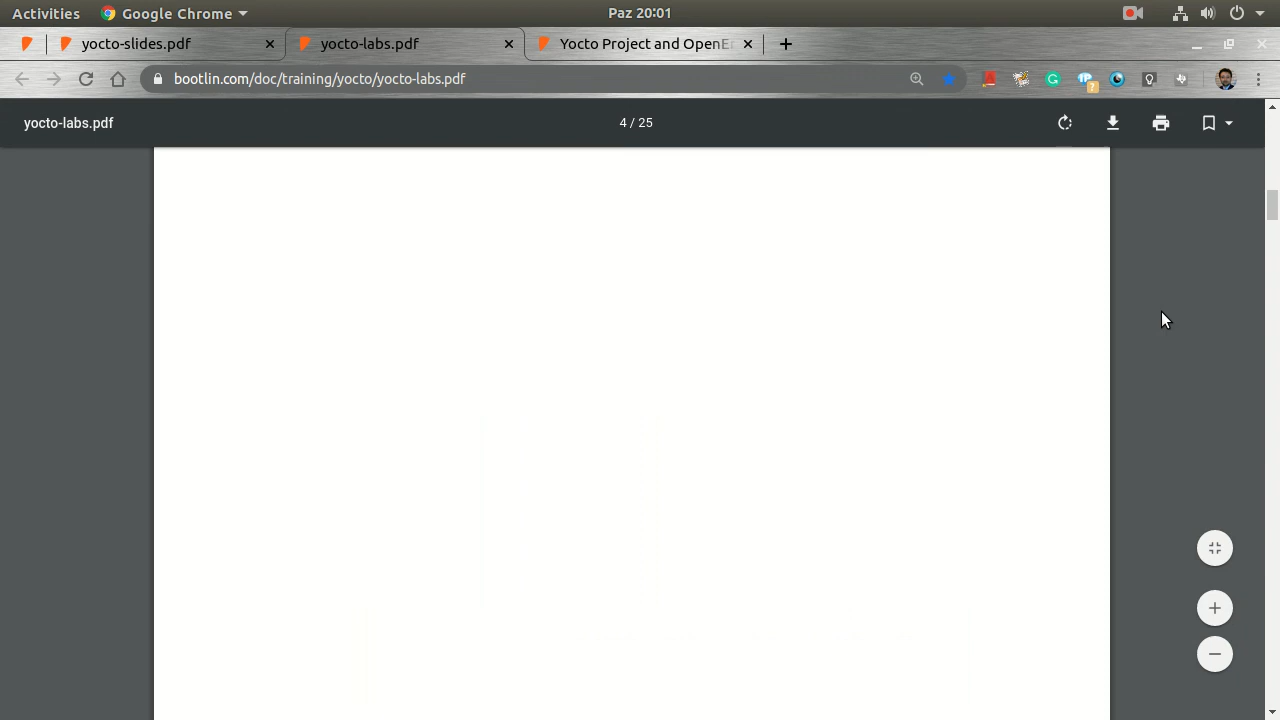 Activities Google Chrome Paz 20:01
yocto-slides.pdf yocto-labs.pdf Yocto Project and OpenE
bootlin.com/doc/training/yocto/yocto-labs.pdf
yocto-labs.pdf 4 / 25